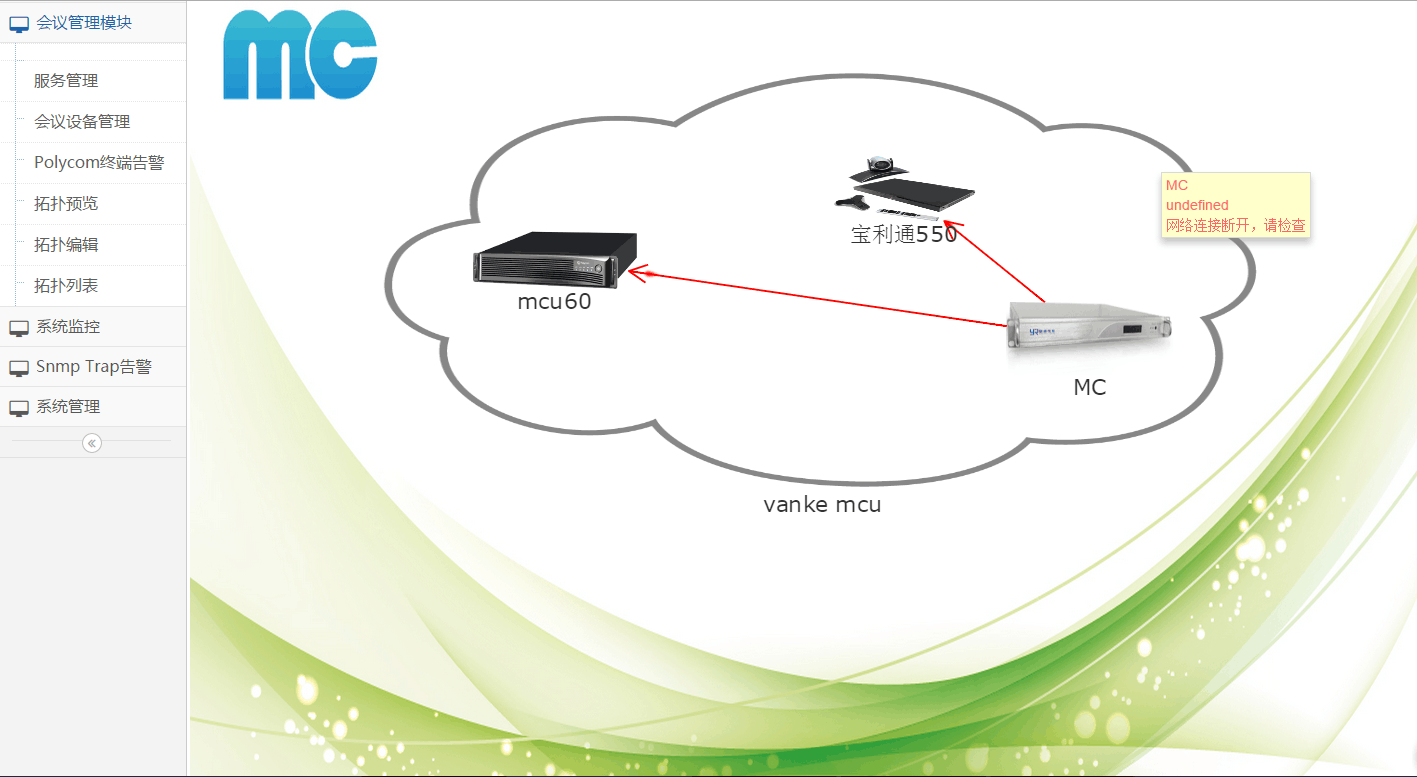 会议管理模块
服务管理
会议设备管理
Polycom终端告警
拓扑预览
拓扑编辑
拓扑列表
系统监控
Snmp Trap告警
系统管理
mc
MC
undefined
网络连接断开，请检查
宝利通550
mcu60
MC
vanke mcu